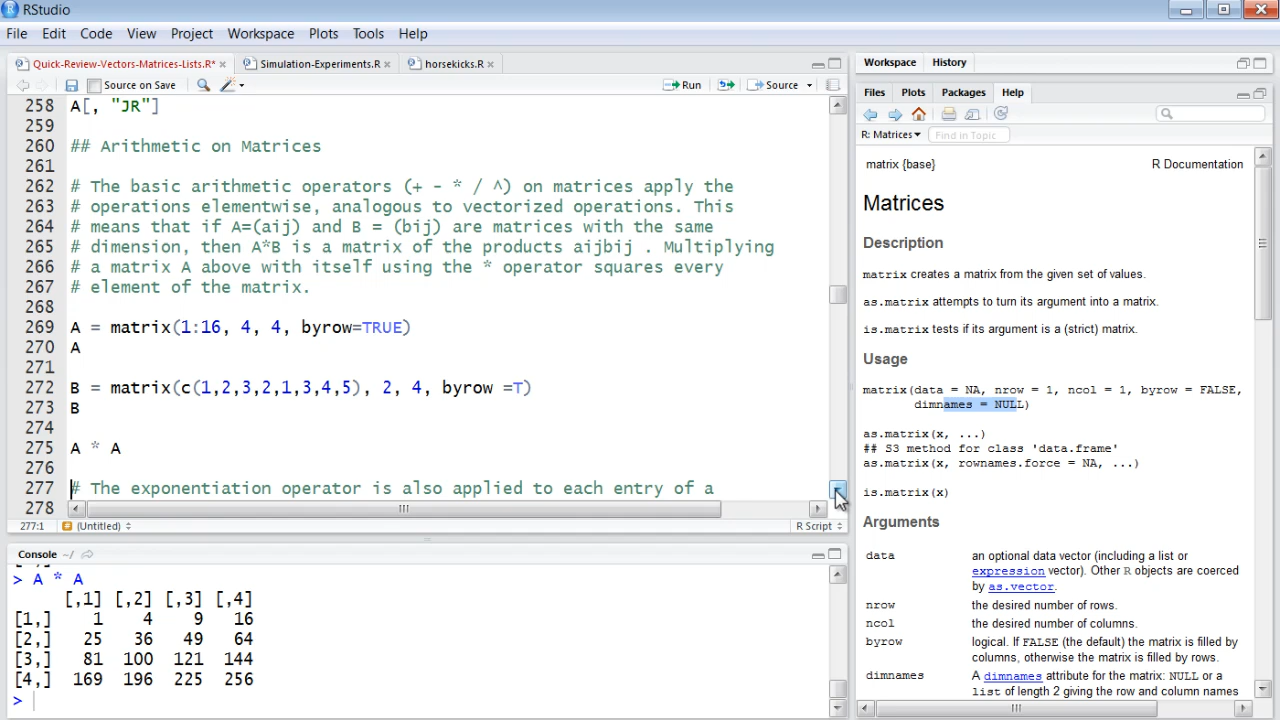 RStudio
File Edit Code View Project Workspace Plots Tools Help
Quick-Review-Vectors-Matrices-Lists.R* × Simulation-Experiments.R × horsekicks.R ×
Source on Save Run Source
258 A[, "JR"]
259
260 ## Arithmetic on Matrices
261
262 # The basic arithmetic operators (+ - * / ^) on matrices apply the
263 # operations elementwise, analogous to vectorized operations. This
264 # means that if A=(aij) and B = (bij) are matrices with the same
265 # dimension, then A*B is a matrix of the products aijbij . Multiplying
266 # a matrix A above with itself using the * operator squares every
267 # element of the matrix.
268
269 A = matrix(1:16, 4, 4, byrow=TRUE)
270 A
271
272 B = matrix(c(1,2,3,2,1,3,4,5), 2, 4, byrow =T)
273 B
274
275 A * A
276
277 # The exponentiation operator is also applied to each entry of a
278
277:1 # (Untitled) R Script
Console ~/
> A * A
[,1] [,2] [,3] [,4]
[1,] 1 4 9 16
[2,] 25 36 49 64
[3,] 81 100 121 144
[4,] 169 196 225 256
>
Workspace History
Files Plots Packages Help
R: Matrices Find in Topic
matrix {base} R Documentation
Matrices
Description
matrix creates a matrix from the given set of values.
as.matrix attempts to turn its argument into a matrix.
is.matrix tests if its argument is a (strict) matrix.
Usage
matrix(data = NA, nrow = 1, ncol = 1, byrow = FALSE,
dimnames = NULL)
as.matrix(x, ...)
## S3 method for class 'data.frame'
as.matrix(x, rownames.force = NA, ...)
is.matrix(x)
Arguments
data an optional data vector (including a list or
expression vector). Other R objects are coerced
by as.vector.
nrow the desired number of rows.
ncol the desired number of columns.
byrow logical. If FALSE (the default) the matrix is filled by
columns, otherwise the matrix is filled by rows.
dimnames A dimnames attribute for the matrix: NULL or a
list of length 2 giving the row and column names